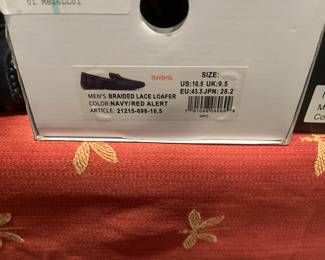 SWIMS
SIZE:
US:10.5 UK:9.5
EU:43.5 JPN: 28.2
MEN'S BRAIDED LACE LOAFER
COLOR:NAVY/RED ALERT
ARTICLE: 21215-698-10.5
UPC